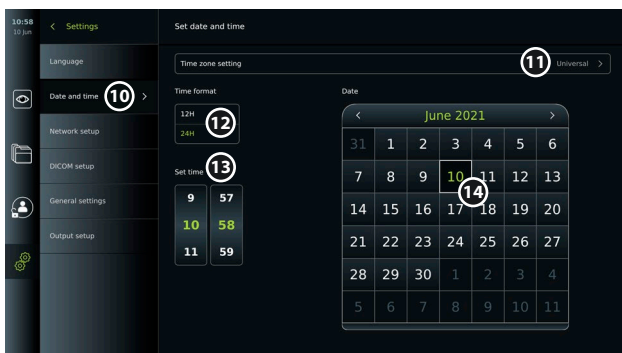 10:58
10 Jun
Settings
Set date and time
Language
Time zone setting
11
Universal
Date and time
10
Time format
Date
12H
24H
12
June 2021
Network setup
31 1 2 3 4 5 6
DICOM setup
Set time
13
7 8 9 10 11 12 13
14
General settings
9 57
10 58
11 59
14 15 16 17 18 19 20
Output setup
21 22 23 24 25 26 27
28 29 30 1 2 3 4
5 6 7 8 9 10 11